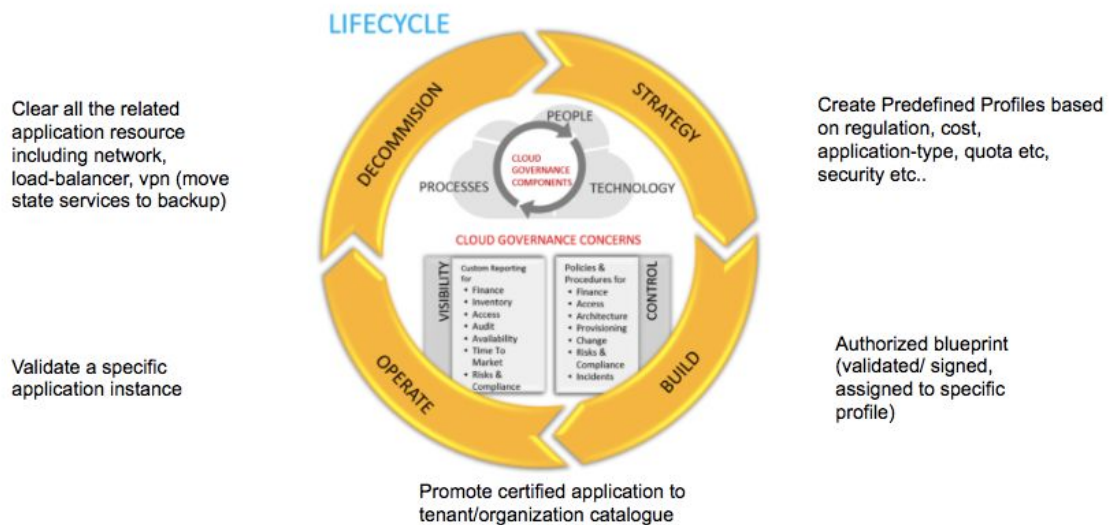 LIFECYCLE
Clear all the related
application resource
including network,
load-balancer, vpn (move
state services to backup)
DECOMMISION
STRATEGY
Create Predefined Profiles based
on regulation, cost,
application-type, quota etc,
security etc..
PEOPLE
CLOUD
GOVERNANCE
COMPONENTS
PROCESSES
TECHNOLOGY
CLOUD GOVERNANCE CONCERNS
VISIBILITY
Custom Reporting
for
• Finance
• Inventory
• Access
• Audit
• Availability
• Time To
Market
• Risks &
Compliance
Policies &
Procedures for
• Finance
• Access
• Architecture
• Provisioning
• Change
• Risks &
Compliance
• Incidents
CONTROL
Validate a specific
application instance
OPERATE
BUILD
Authorized blueprint
(validated/ signed,
assigned to specific
profile)
Promote certified application to
tenant/organization catalogue